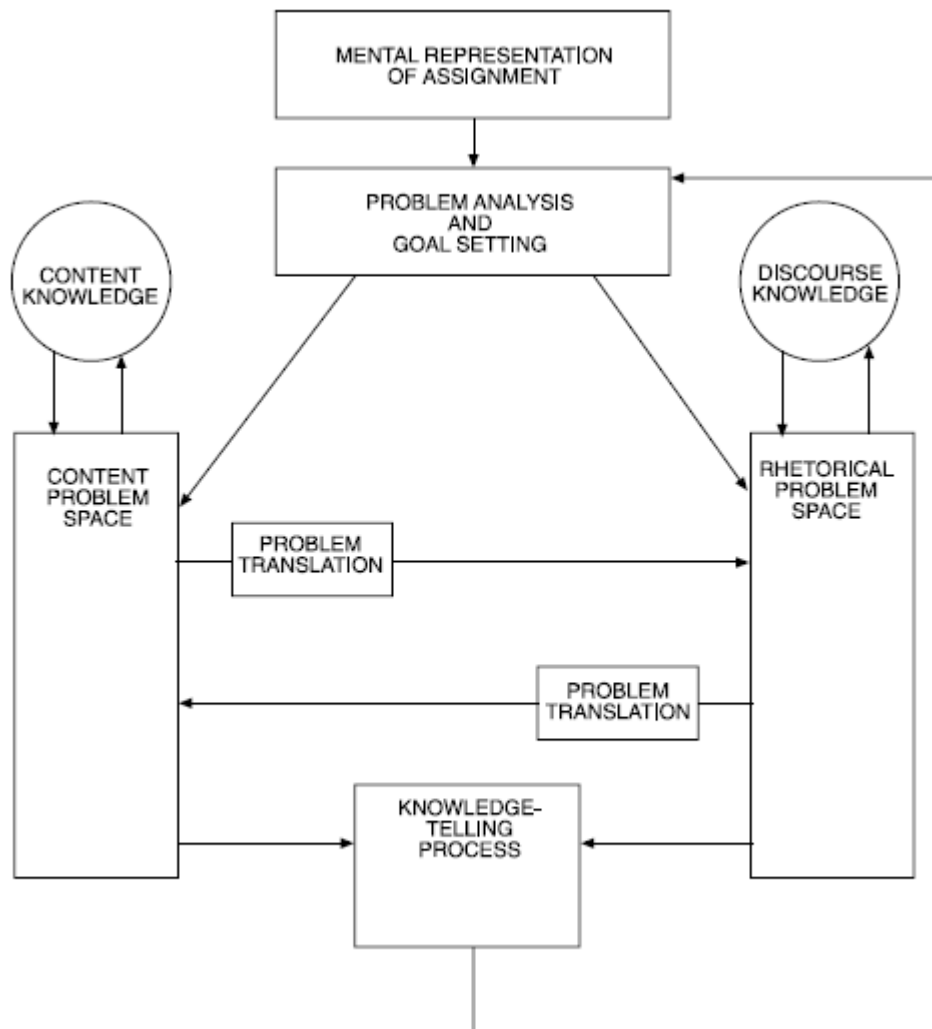 MENTAL REPRESENTATION
OF ASSIGNMENT
PROBLEM ANALYSIS
AND
GOAL SETTING
CONTENT
KNOWLEDGE
DISCOURSE
KNOWLEDGE
CONTENT
PROBLEM
SPACE
RHETORICAL
PROBLEM
SPACE
PROBLEM
TRANSLATION
PROBLEM
TRANSLATION
KNOWLEDGE-
TELLING
PROCESS